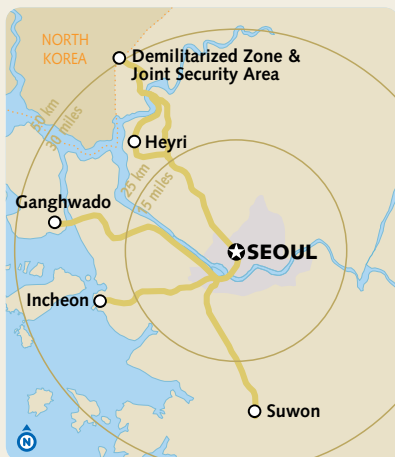 NORTH
KOREA
Demilitarized Zone &
Joint Security Area
50 km
30 miles
Heyri
25 km
15 miles
Ganghwado
SEOUL
Incheon
Suwon
N